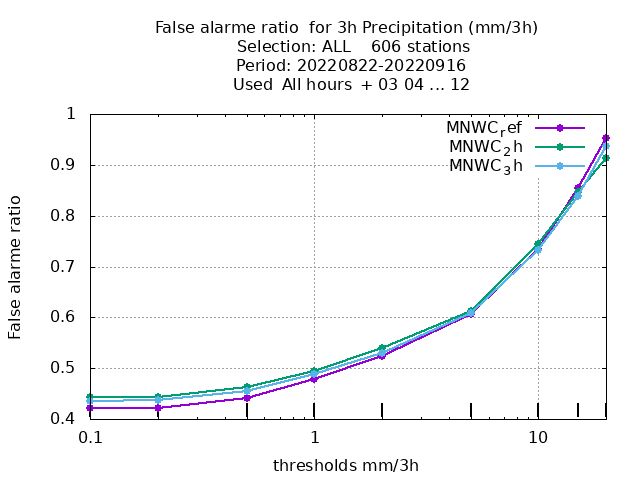 False alarme ratio  for 3h Precipitation (mm/3h)
Selection: ALL    606 stations
Period: 20220822-20220916
Used  All hours  + 03 04 ... 12
MNWC_ref
MNWC_2h
MNWC_3h
1
0.9
0.8
0.7
0.6
0.5
0.4
False alarme ratio
0.1 1 10
thresholds mm/3h